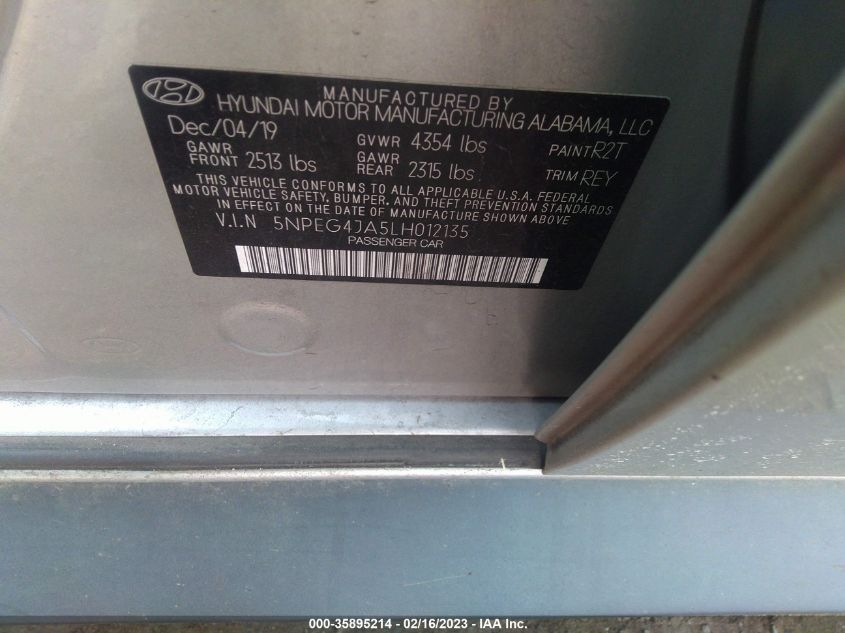 MANUFACTURED BY
HYUNDAI MOTOR MANUFACTURING ALABAMA, LLC
Dec/04/19 GVWR 4354 lbs PAINT R2T
GAWR FRONT 2513 lbs GAWR REAR 2315 lbs TRIM REY
THIS VEHICLE CONFORMS TO ALL APPLICABLE U.S.A. FEDERAL
MOTOR VEHICLE SAFETY, BUMPER, AND THEFT PREVENTION STANDARDS
IN EFFECT ON THE DATE OF MANUFACTURE SHOWN ABOVE
V.I.N 5NPEG4JA5LH012135
PASSENGER CAR
000-35895214 - 02/16/2023 - IAA Inc.